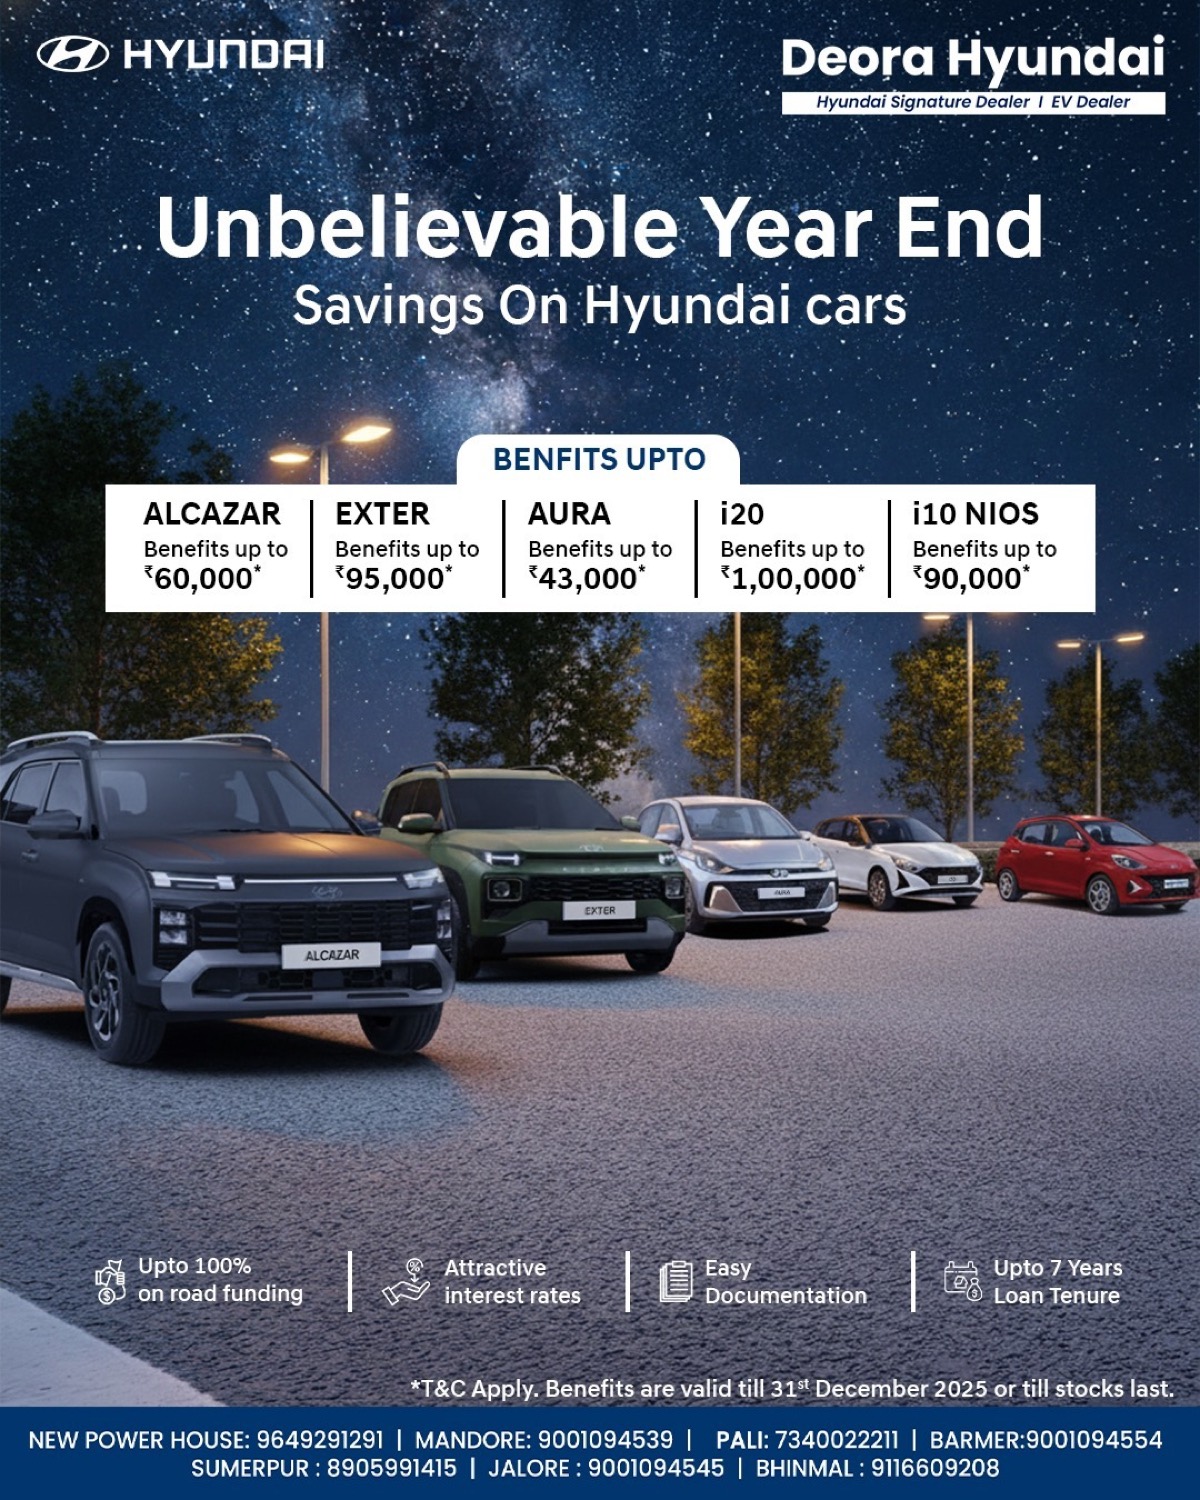 HYUNDAI
Deora Hyundai
Hyundai Signature Dealer | EV Dealer
Unbelievable Year End
Savings On Hyundai cars
BENFITS UPTO
ALCAZAR
Benefits up to
₹60,000*
EXTER
Benefits up to
₹95,000*
AURA
Benefits up to
₹43,000*
i20
Benefits up to
₹1,00,000*
i10 NIOS
Benefits up to
₹90,000*
ALCAZAR
EXTER
AURA
Upto 100%
on road funding
Attractive
interest rates
Easy
Documentation
Upto 7 Years
Loan Tenure
*T&C Apply. Benefits are valid till 31st December 2025 or till stocks last.
NEW POWER HOUSE: 9649291291 | MANDORE: 9001094539 | PALI: 7340022211 | BARMER:9001094554
SUMERPUR : 8905991415 | JALORE : 9001094545 | BHINMAL : 9116609208